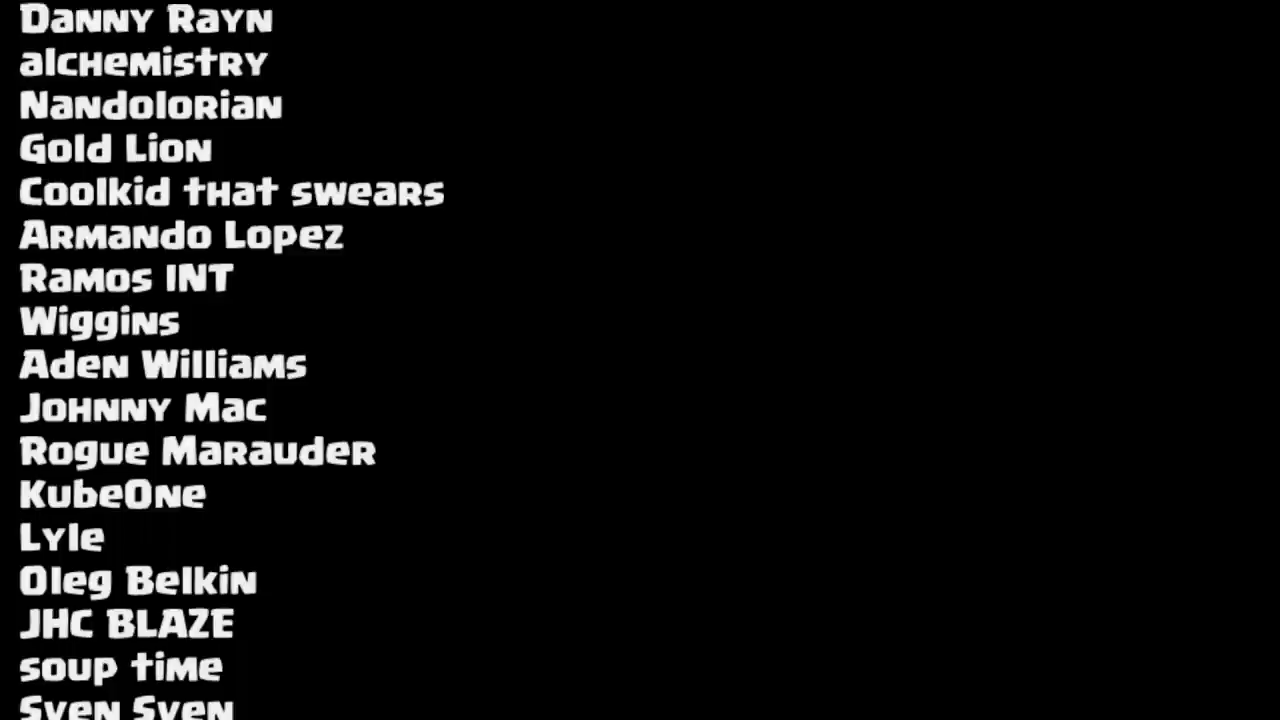 Danny Rayn
alchemistry
Nandolorian
Gold Lion
Coolkid that swears
Armando Lopez
Ramos INT
Wiggins
Aden Williams
Johnny Mac
Rogue Marauder
KubeOne
Lyle
Oleg Belkin
JHC BLAZE
soup time
Sven Sven